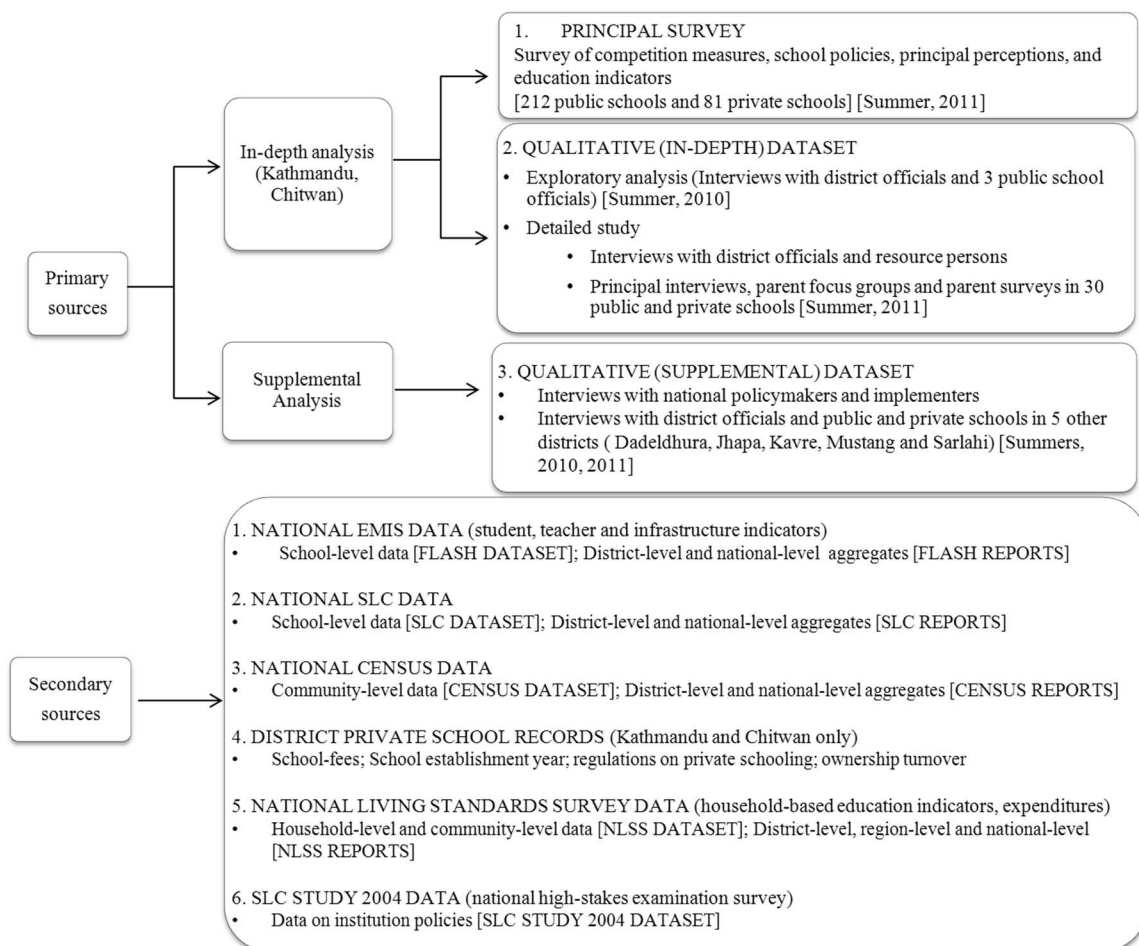 Primary
sources
In-depth analysis
(Kathmandu,
Chitwan)
Supplemental
Analysis
1. PRINCIPAL SURVEY
Survey of competition measures, school policies, principal perceptions, and
education indicators
[212 public schools and 81 private schools] [Summer, 2011]
2. QUALITATIVE (IN-DEPTH) DATASET
• Exploratory analysis (Interviews with district officials and 3 public school
officials) [Summer, 2010]
• Detailed study
• Interviews with district officials and resource persons
• Principal interviews, parent focus groups and parent surveys in 30
public and private schools [Summer, 2011]
3. QUALITATIVE (SUPPLEMENTAL) DATASET
• Interviews with national policymakers and implementers
• Interviews with district officials and public and private schools in 5 other
districts ( Dadeldhura, Jhapa, Kavre, Mustang and Sarlahi) [Summers,
2010, 2011]
Secondary
sources
1. NATIONAL EMIS DATA (student, teacher and infrastructure indicators)
• School-level data [FLASH DATASET]; District-level and national-level aggregates [FLASH REPORTS]
2. NATIONAL SLC DATA
• School-level data [SLC DATASET]; District-level and national-level aggregates [SLC REPORTS]
3. NATIONAL CENSUS DATA
• Community-level data [CENSUS DATASET]; District-level and national-level aggregates [CENSUS REPORTS]
4. DISTRICT PRIVATE SCHOOL RECORDS (Kathmandu and Chitwan only)
• School-fees; School establishment year; regulations on private schooling; ownership turnover
5. NATIONAL LIVING STANDARDS SURVEY DATA (household-based education indicators, expenditures)
• Household-level and community-level data [NLSS DATASET]; District-level, region-level and national-level
[NLSS REPORTS]
6. SLC STUDY 2004 DATA (national high-stakes examination survey)
• Data on institution policies [SLC STUDY 2004 DATASET]